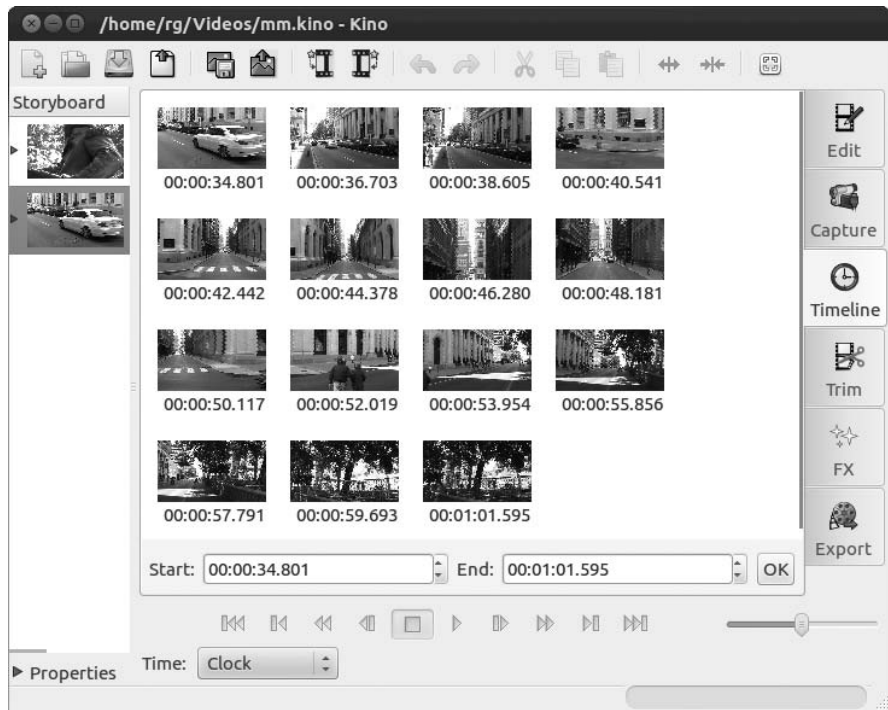 /home/rg/Videos/mm.kino - Kino
Storyboard
00:00:34.801 00:00:36.703 00:00:38.605 00:00:40.541
00:00:42.442 00:00:44.378 00:00:46.280 00:00:48.181
00:00:50.117 00:00:52.019 00:00:53.954 00:00:55.856
00:00:57.791 00:00:59.693 00:01:01.595
Start: 00:00:34.801 End: 00:01:01.595 OK
Time: Clock
Properties
Edit
Capture
Timeline
Trim
FX
Export